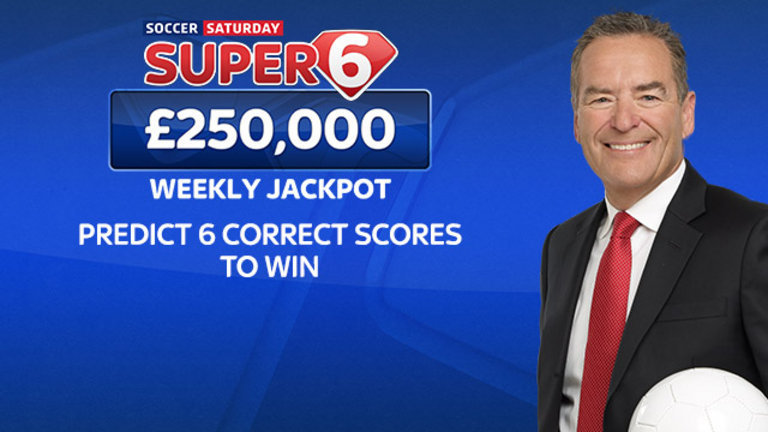 SOCCER SATURDAY
SUPER 6
£250,000
WEEKLY JACKPOT
PREDICT 6 CORRECT SCORES
TO WIN